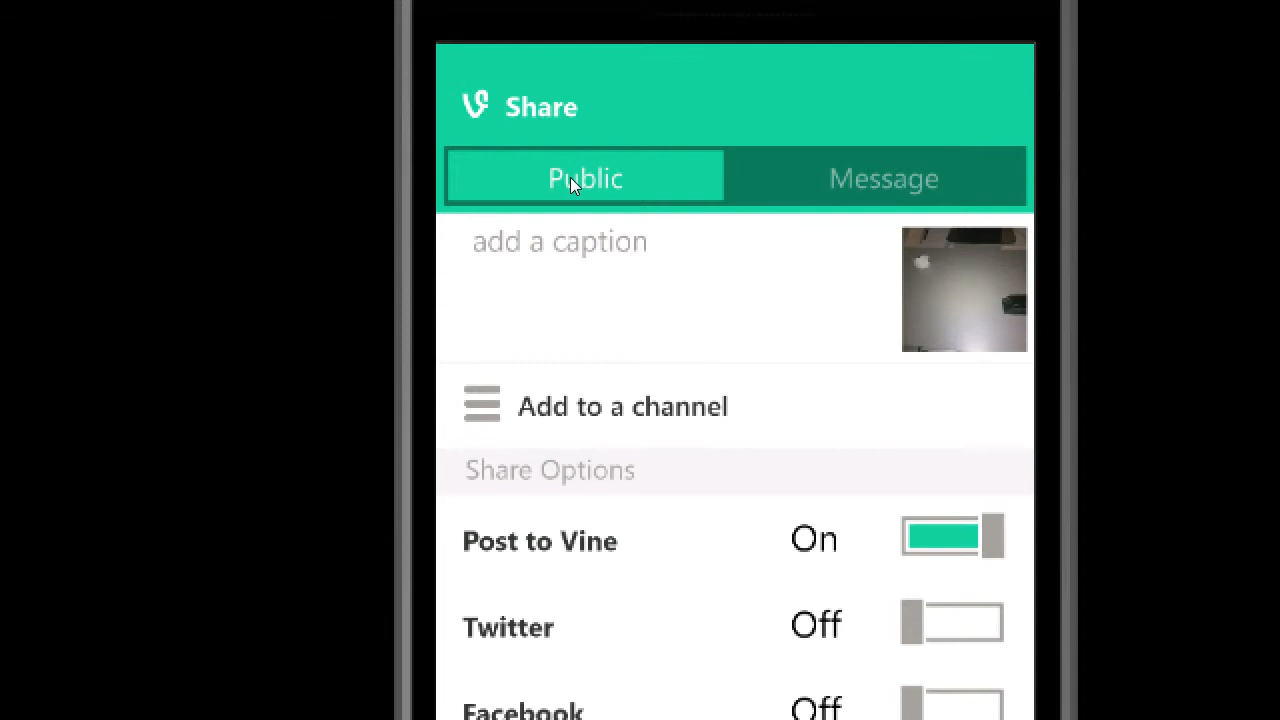 Share
Public Message
add a caption
Add to a channel
Share Options
Post to Vine On
Twitter Off
Facebook Off